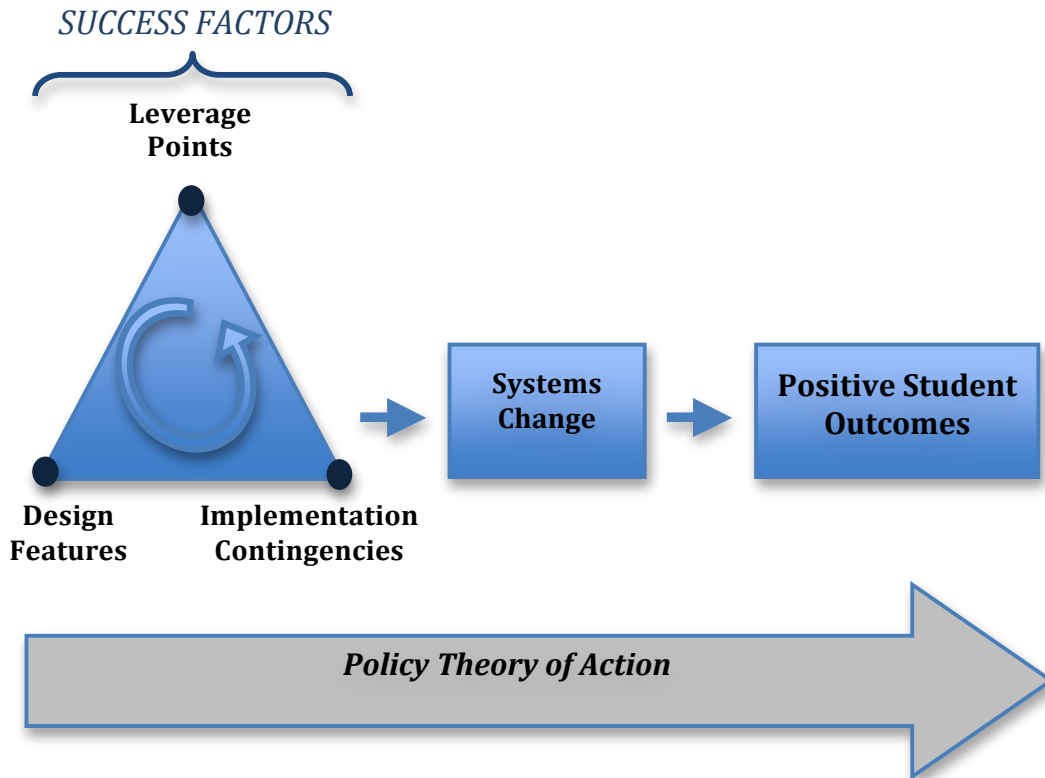 SUCCESS FACTORS
Leverage
Points
Design
Features
Implementation
Contingencies
Systems
Change
Positive Student
Outcomes
Policy Theory of Action